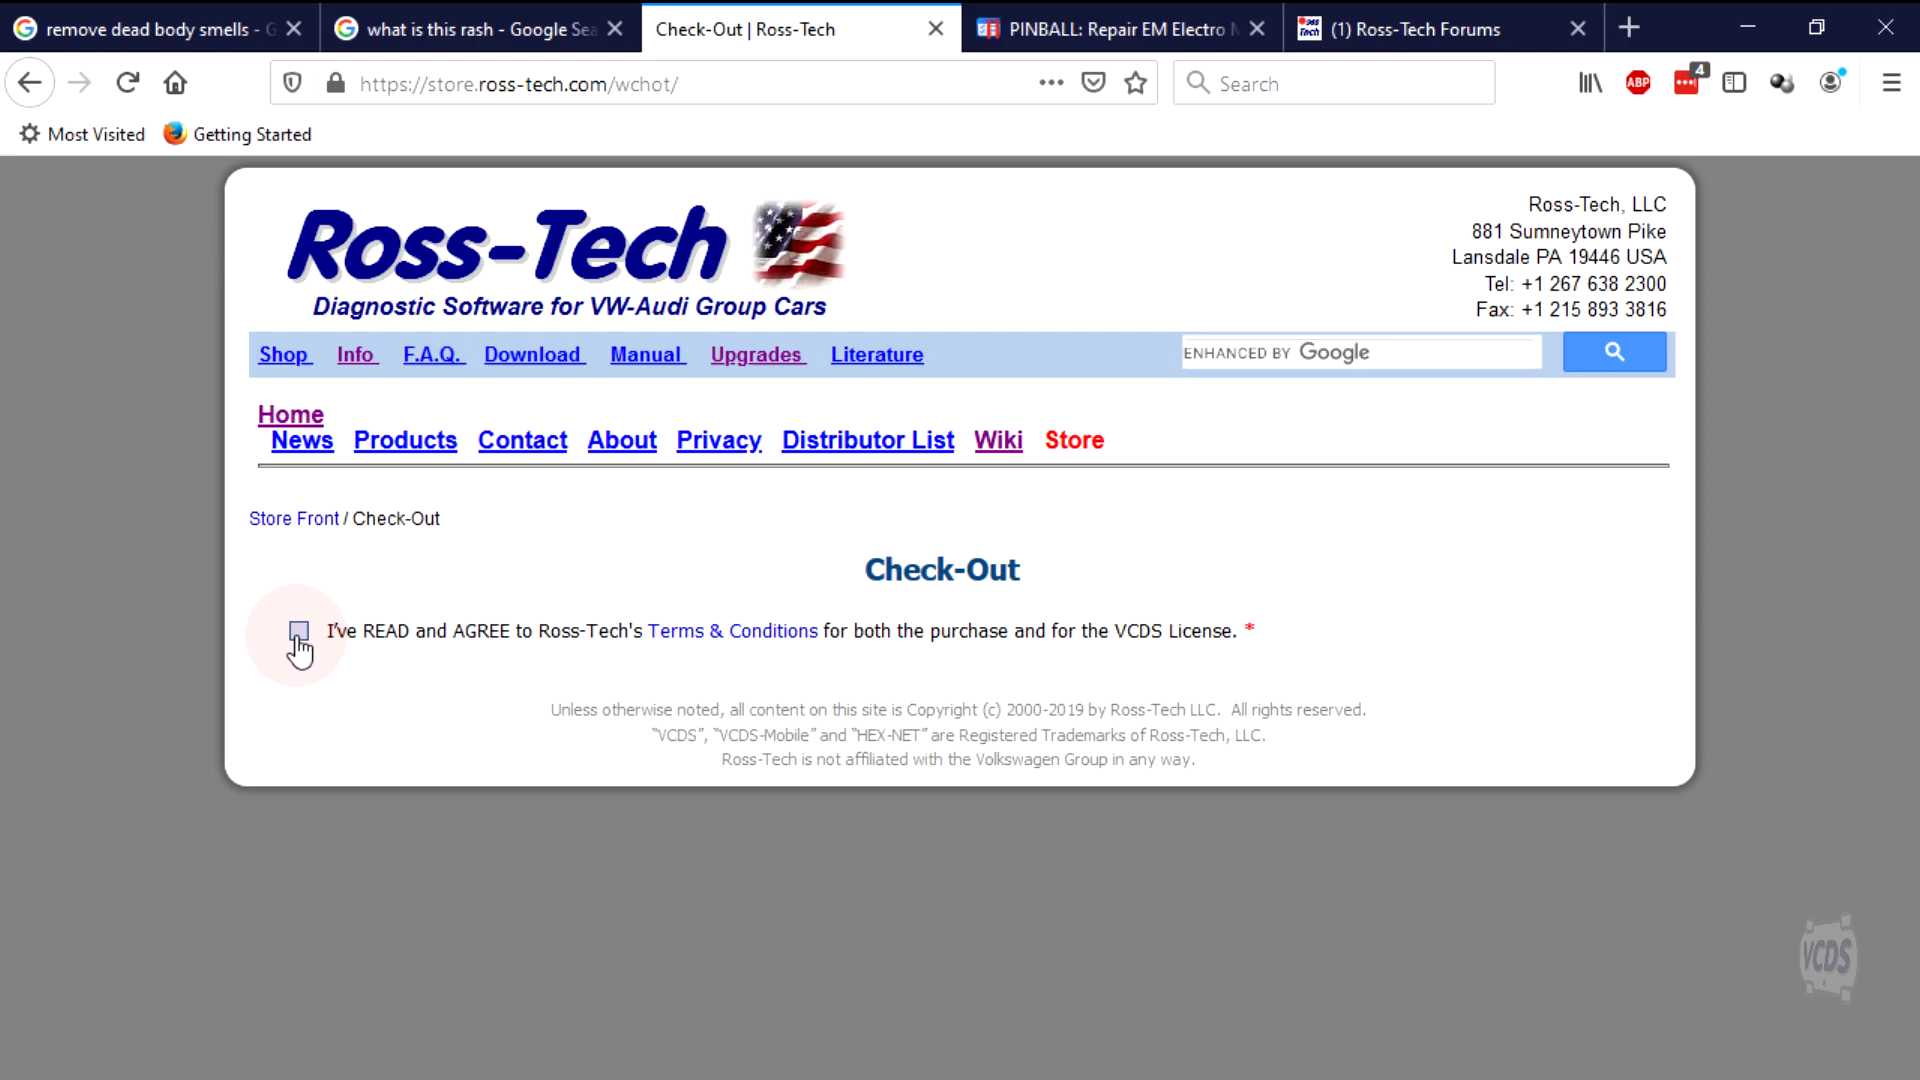 remove dead body smells - G
what is this rash - Google Sea
Check-Out | Ross-Tech
PINBALL: Repair EM Electro M
(1) Ross-Tech Forums
https://store.ross-tech.com/wchot/
Search
ABP
4
Most Visited
Getting Started
Ross-Tech
Diagnostic Software for VW-Audi Group Cars
Ross-Tech, LLC
881 Sumneytown Pike
Lansdale PA 19446 USA
Tel: +1 267 638 2300
Fax: +1 215 893 3816
Shop Info F.A.Q. Download Manual Upgrades Literature
ENHANCED BY Google
Home
News Products Contact About Privacy Distributor List Wiki Store
Store Front / Check-Out
Check-Out
I've READ and AGREE to Ross-Tech's Terms & Conditions for both the purchase and for the VCDS License. *
Unless otherwise noted, all content on this site is Copyright (c) 2000-2019 by Ross-Tech LLC. All rights reserved.
"VCDS", "VCDS-Mobile" and "HEX-NET" are Registered Trademarks of Ross-Tech, LLC.
Ross-Tech is not affiliated with the Volkswagen Group in any way.
VCDS